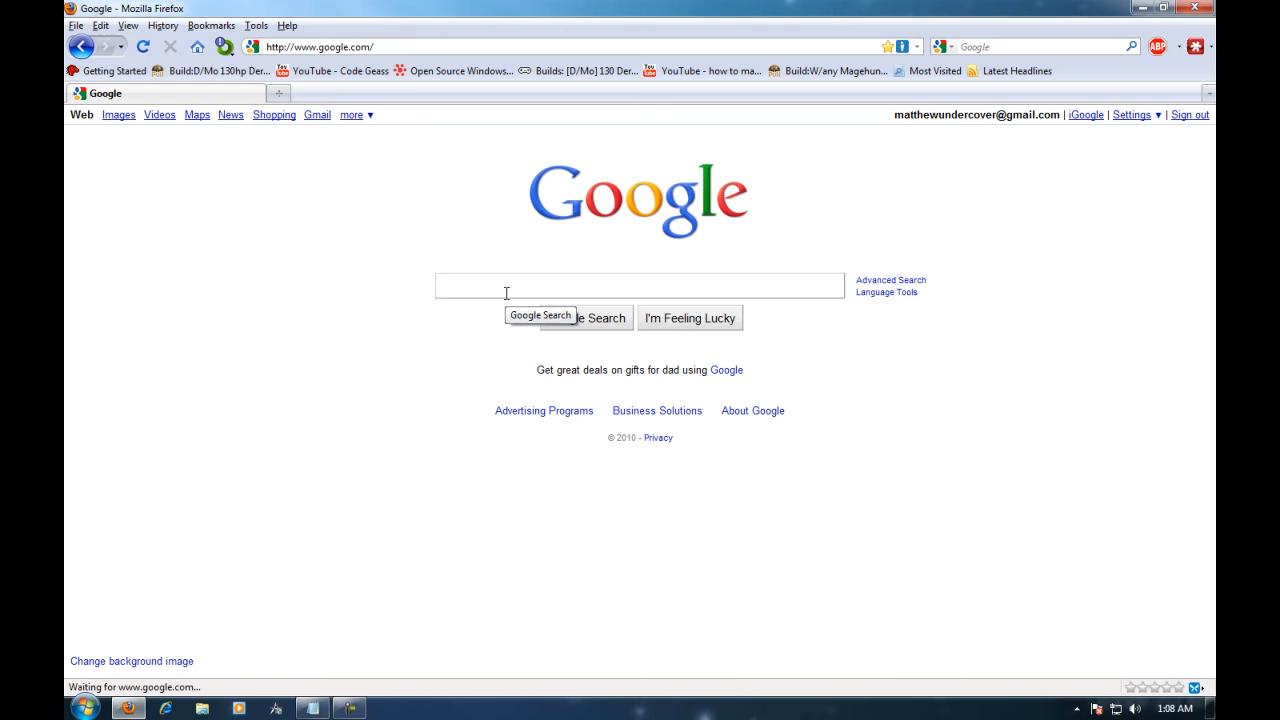 Google - Mozilla Firefox
File Edit View History Bookmarks Tools Help
http://www.google.com/ Google ABP
Getting Started Build:D/Mo 130hp Der... YouTube - Code Geass Open Source Windows... Builds: [D/Mo] 130 Der... YouTube - how to ma... Build:W/any Magehun... Most Visited Latest Headlines
Google
Web Images Videos Maps News Shopping Gmail more ▼ matthewundercover@gmail.com | iGoogle | Settings ▼ | Sign out
Google
Advanced Search
Language Tools
Google Search
Search I'm Feeling Lucky
Get great deals on gifts for dad using Google
Advertising Programs Business Solutions About Google
© 2010 - Privacy
Change background image
Waiting for www.google.com...
1:08 AM